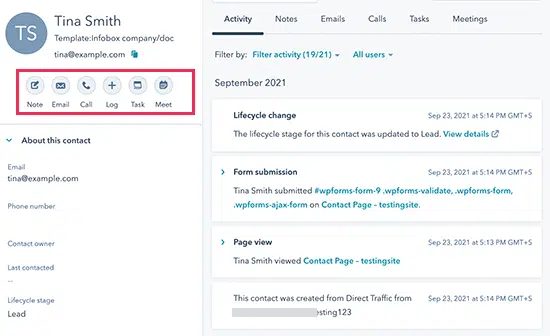 TS
Tina Smith
Template:Infobox company/doc
tina@example.com
Note Email Call Log Task Meet
About this contact
Email
tina@example.com
Phone number
Contact owner
Last contacted
--
Lifecycle stage
Lead
Activity Notes Emails Calls Tasks Meetings
Filter by: Filter activity (19/21) All users
September 2021
Lifecycle change Sep 23, 2021 at 5:14 PM GMT+5
The lifecycle stage for this contact was updated to Lead. View details
Form submission Sep 23, 2021 at 5:14 PM GMT+5
Tina Smith submitted #wpforms-form-9 .wpforms-validate, .wpforms-form,
.wpforms-ajax-form on Contact Page – testingsite.
Page view Sep 23, 2021 at 5:13 PM GMT+5
Tina Smith viewed Contact Page – testingsite
This contact was created from Direct Traffic from Sep 23, 2021 at 5:14 PM GMT+5
esting123